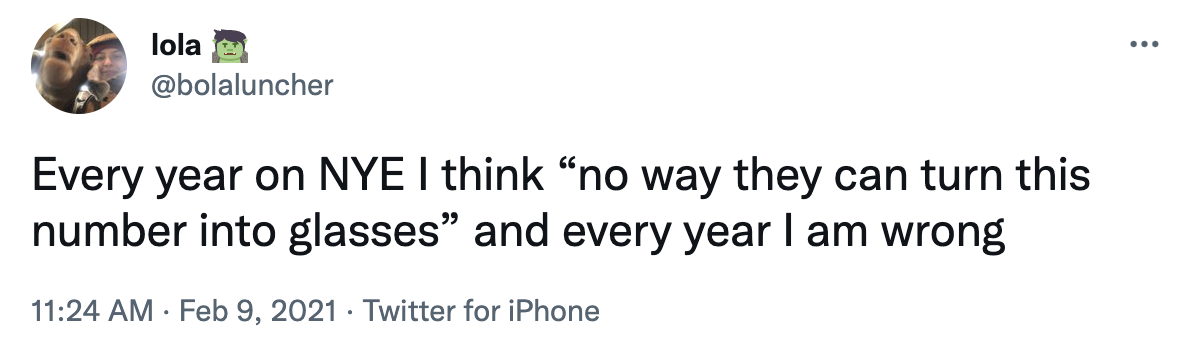 lola
@bolaluncher
Every year on NYE I think “no way they can turn this
number into glasses” and every year I am wrong
11:24 AM · Feb 9, 2021 · Twitter for iPhone